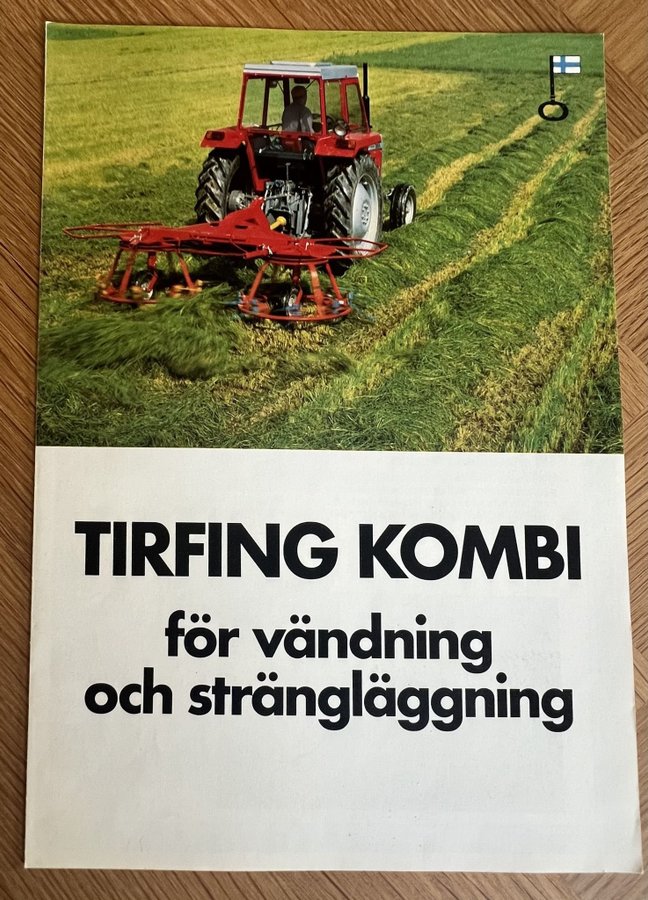 TIRFING KOMBI
för vändning
och strängläggning